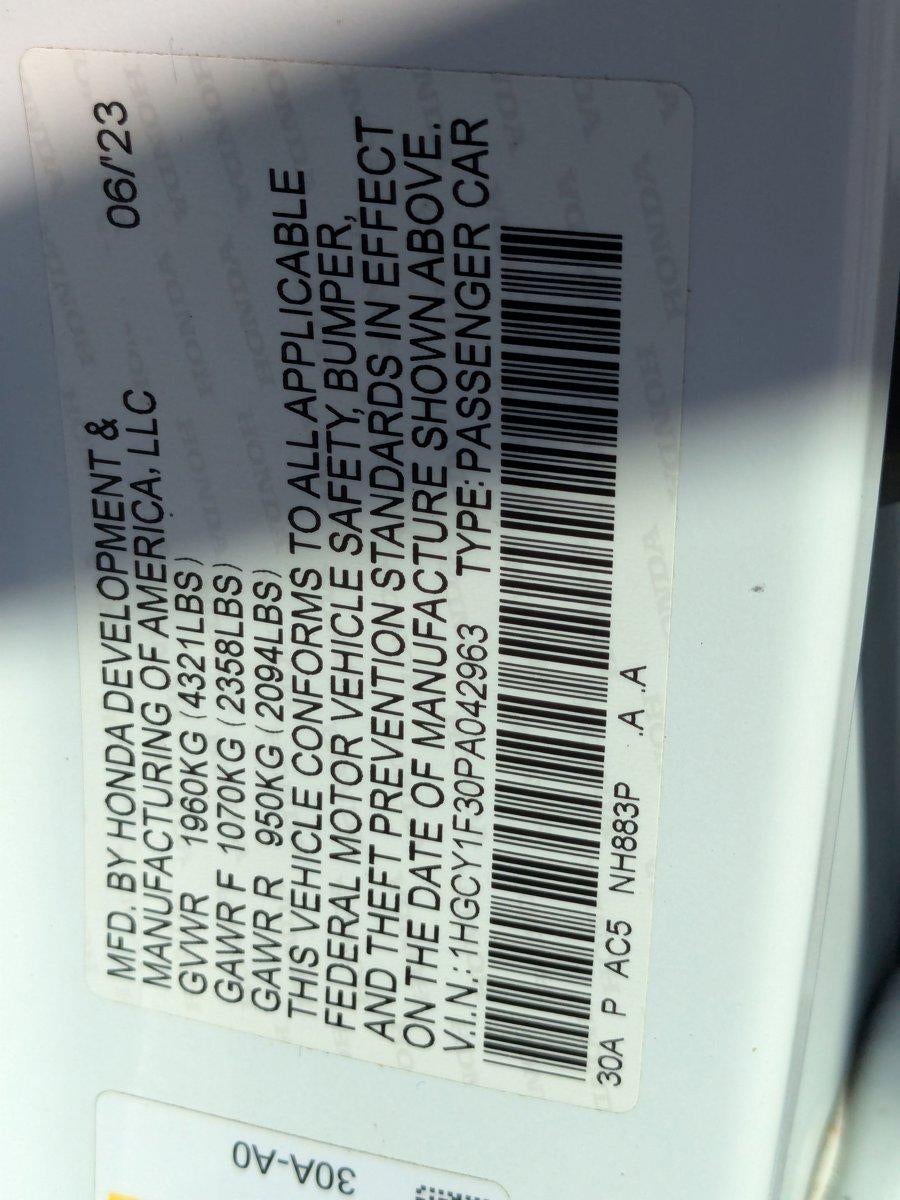 MFD. BY HONDA DEVELOPMENT &
MANUFACTURING OF AMERICA, LLC 06/'23
GVWR 1960KG (4321LBS)
GAWR F 1070KG (2358LBS)
GAWR R 950KG (2094LBS)
THIS VEHICLE CONFORMS TO ALL APPLICABLE
FEDERAL MOTOR VEHICLE SAFETY, BUMPER,
AND THEFT PREVENTION STANDARDS IN EFFECT
ON THE DATE OF MANUFACTURE SHOWN ABOVE.
V.I.N.: 1HGCY1F30PA042963 TYPE: PASSENGER CAR
30A P AC5 NH883P .A .A
30A-A0